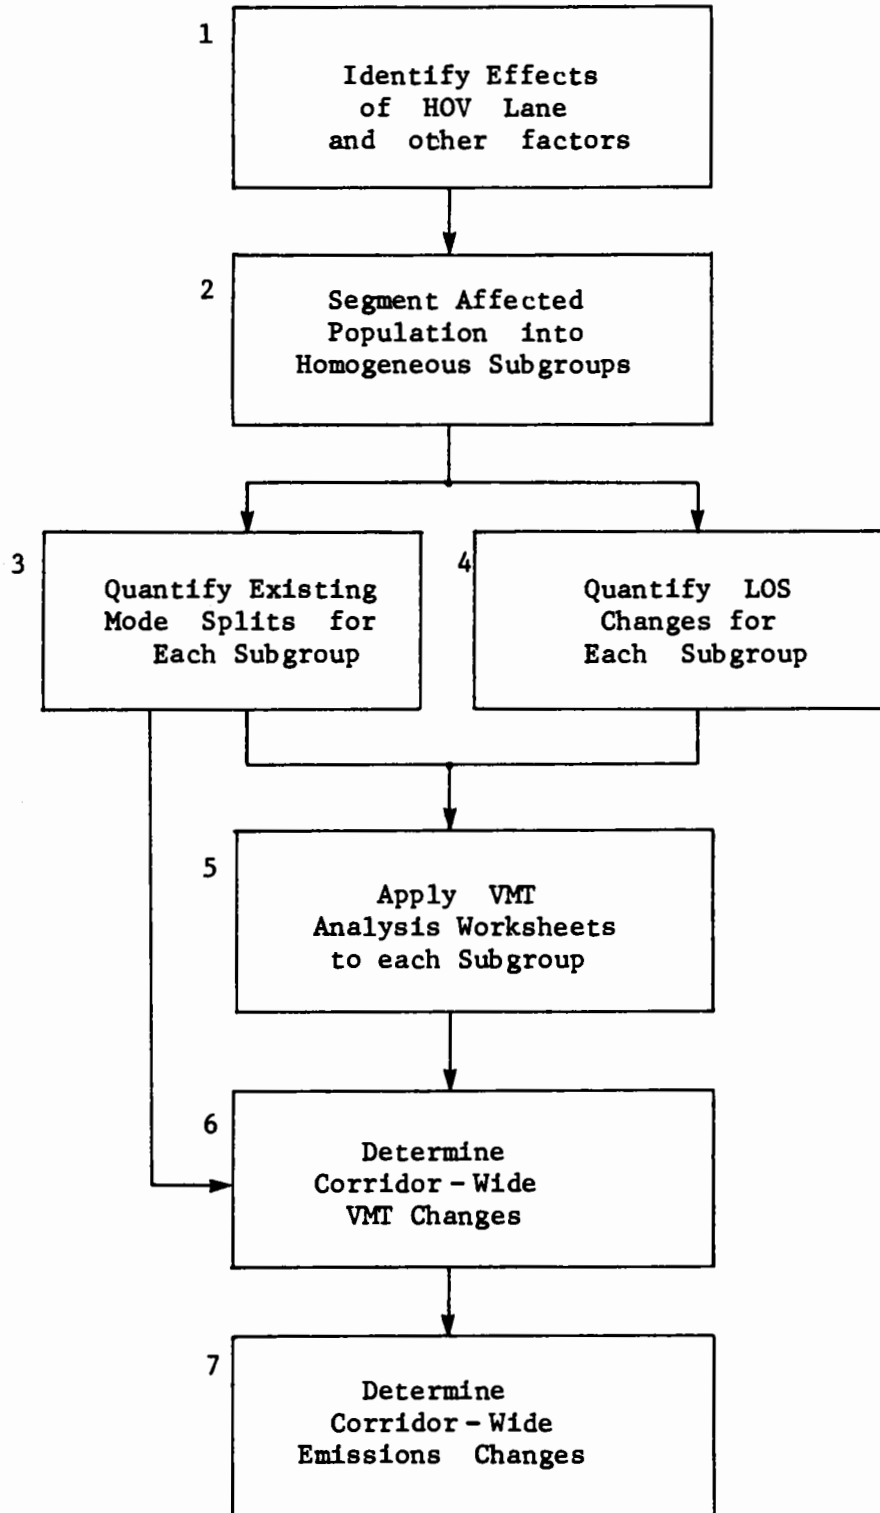 1
Identify Effects
of HOV Lane
and other factors
2
Segment Affected
Population into
Homogeneous Subgroups
3
Quantify Existing
Mode Splits for
Each Subgroup
4
Quantify LOS
Changes for
Each Subgroup
5
Apply VMT
Analysis Worksheets
to each Subgroup
6
Determine
Corridor-Wide
VMT Changes
7
Determine
Corridor-Wide
Emissions Changes